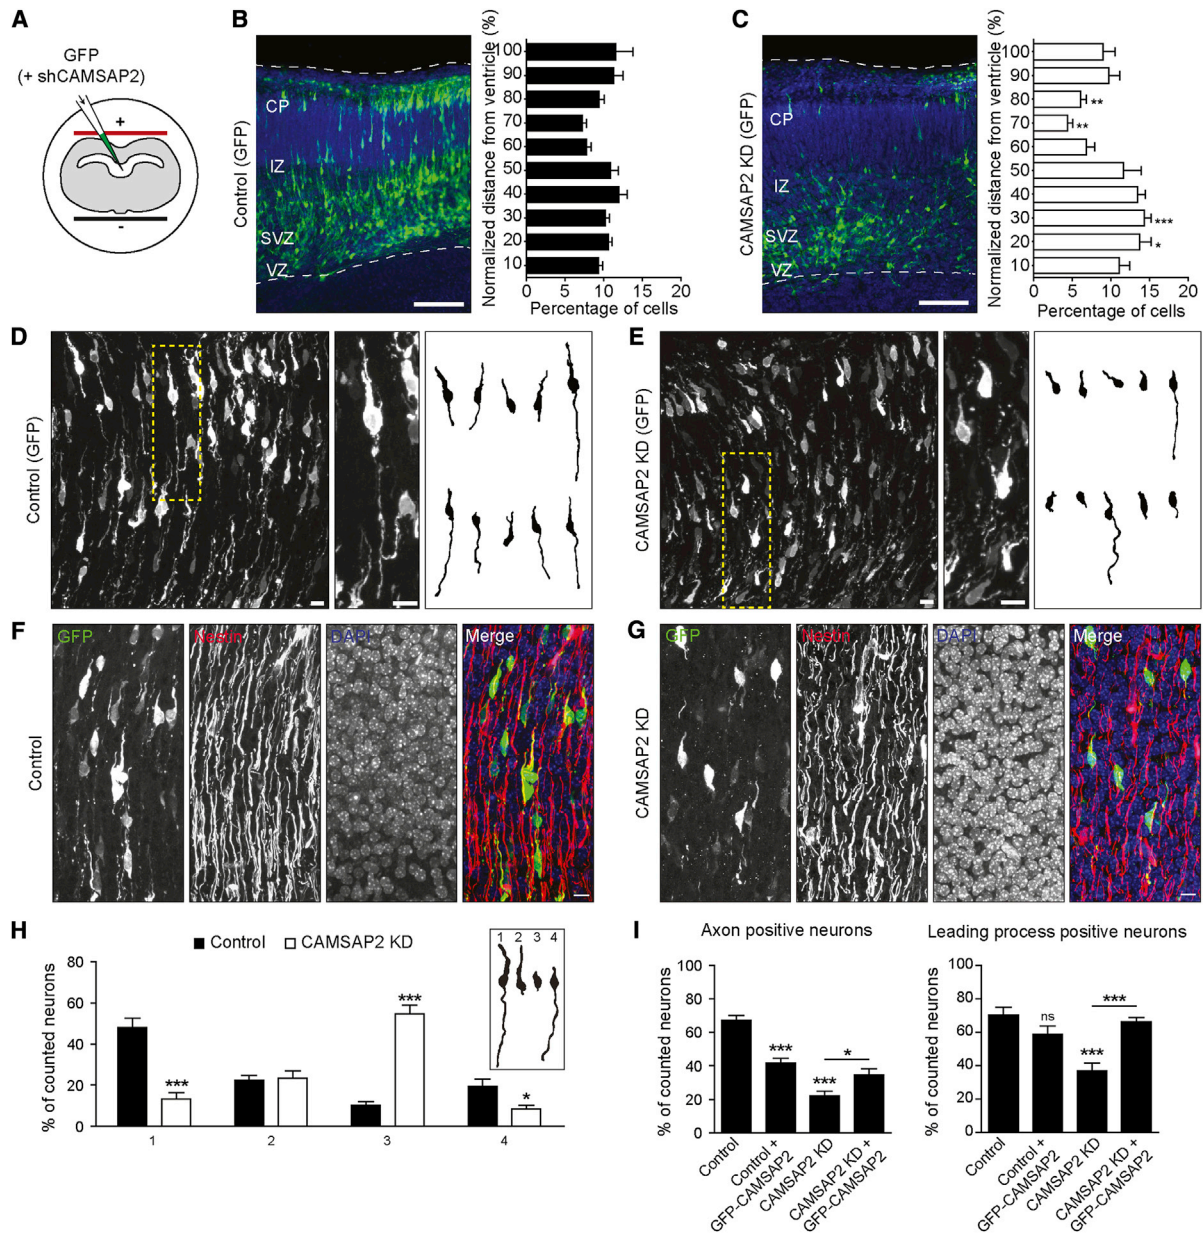 A
GFP
(+ shCAMSAP2)
+
-
B
Control (GFP)
CP
IZ
SVZ
VZ
Normalized distance from ventricle (%)
100
90
80
70
60
50
40
30
20
10
0 5 10 15 20
Percentage of cells
C
CAMSAP2 KD (GFP)
CP
IZ
SVZ
VZ
Normalized distance from ventricle (%)
100
90
80 **
70 **
60
50
40
30 ***
20 *
10
0 5 10 15 20
Percentage of cells
D
Control (GFP)
E
CAMSAP2 KD (GFP)
F
Control
GFP
Nestin
DAPI
Merge
G
CAMSAP2 KD
GFP
Nestin
DAPI
Merge
H
Control CAMSAP2 KD
1 2 3 4
% of counted neurons
80
60
40
20
0
*** *** *
1 2 3 4
I
Axon positive neurons
% of counted neurons
100
80
60
40
20
0
*** *** *
Control
Control +
GFP-CAMSAP2
CAMSAP2 KD
CAMSAP2 KD +
GFP-CAMSAP2
Leading process positive neurons
% of counted neurons
100
80
60
40
20
0
ns *** ***
Control
Control +
GFP-CAMSAP2
CAMSAP2 KD
CAMSAP2 KD +
GFP-CAMSAP2